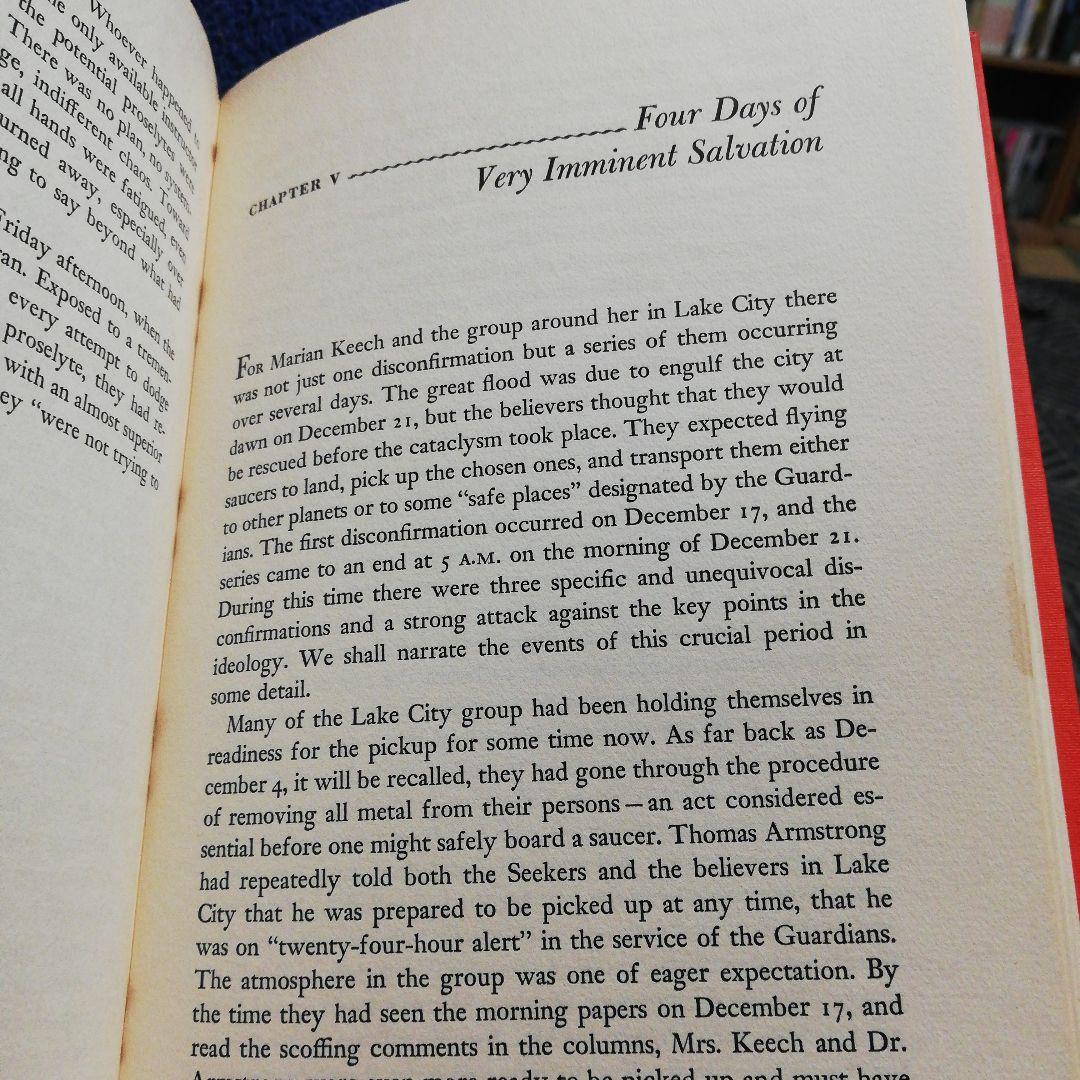 Whoever happened to
the only available instructor
the potential proselytes were
There was no plan, no system-
ge, indifferent chaos. Toward
all hands were fatigued, even
urned away, especially over
ng to say beyond what had
Friday afternoon, when the
ran. Exposed to a tremen-
every attempt to dodge
proselyte, they had re-
with an almost superior
ey “were not trying to
CHAPTER V Four Days of
Very Imminent Salvation
For Marian Keech and the group around her in Lake City there
was not just one disconfirmation but a series of them occurring
over several days. The great flood was due to engulf the city at
dawn on December 21, but the believers thought that they would
be rescued before the cataclysm took place. They expected flying
saucers to land, pick up the chosen ones, and transport them either
to other planets or to some “safe places” designated by the Guard-
ians. The first disconfirmation occurred on December 17, and the
series came to an end at 5 A.M. on the morning of December 21.
During this time there were three specific and unequivocal dis-
confirmations and a strong attack against the key points in the
ideology. We shall narrate the events of this crucial period in
some detail.
Many of the Lake City group had been holding themselves in
readiness for the pickup for some time now. As far back as De-
cember 4, it will be recalled, they had gone through the procedure
of removing all metal from their persons — an act considered es-
sential before one might safely board a saucer. Thomas Armstrong
had repeatedly told both the Seekers and the believers in Lake
City that he was prepared to be picked up at any time, that he
was on “twenty-four-hour alert” in the service of the Guardians.
The atmosphere in the group was one of eager expectation. By
the time they had seen the morning papers on December 17, and
read the scoffing comments in the columns, Mrs. Keech and Dr.
Armstrong were even more ready to be picked up and must have